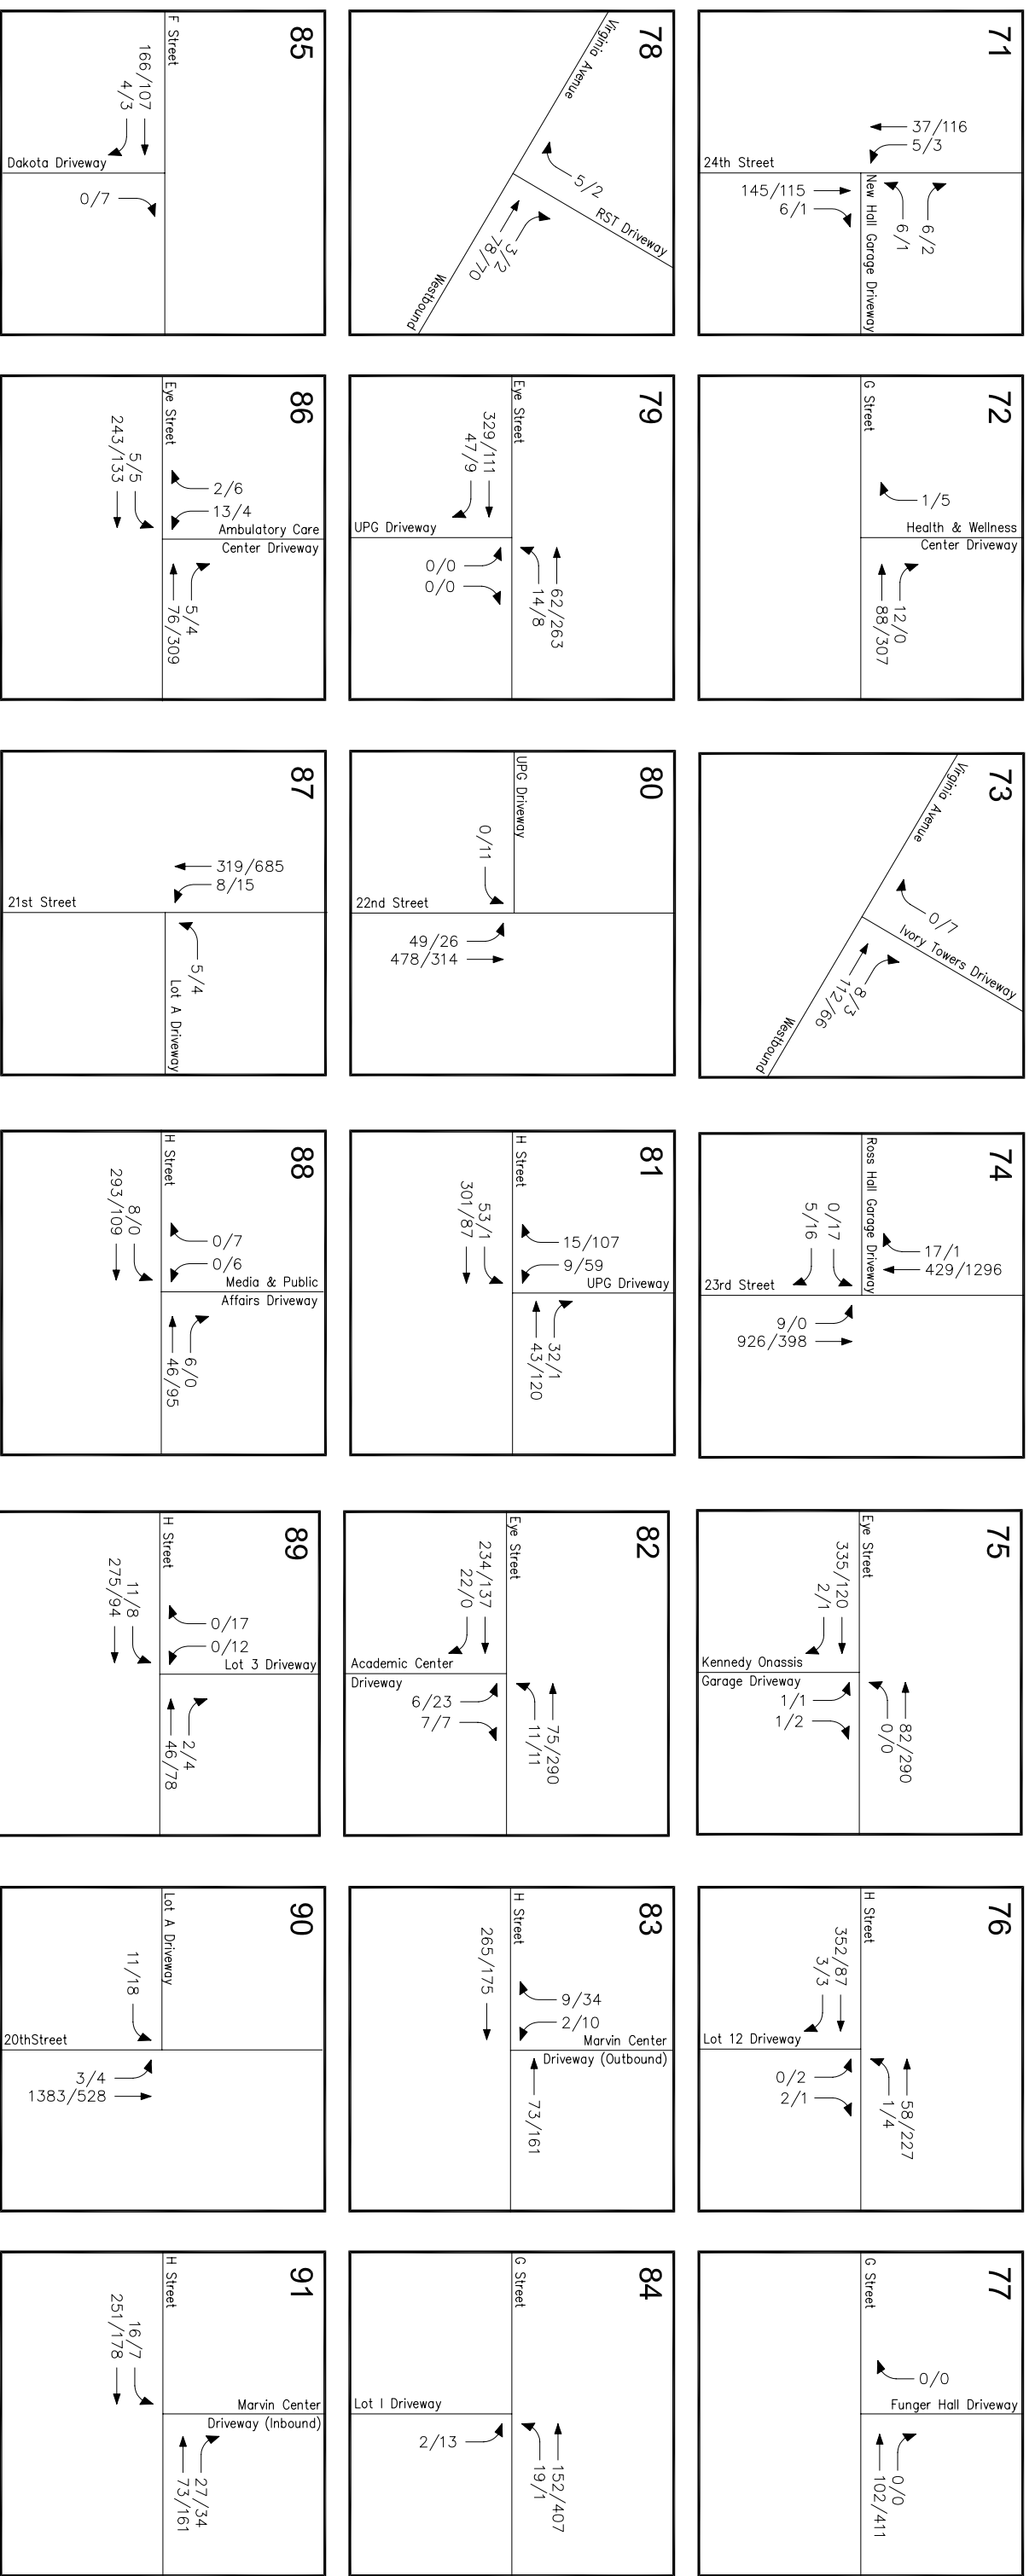 71
24th Street
New Hall Garage Driveway
37/116
5/3
145/115
6/1
6/1
6/2
72
G Street
Health & Wellness
Center Driveway
1/5
12/0
88/307
73
Virginia Avenue
Westbound
Ivory Towers Driveway
0/7
8/3
112/66
74
Ross Hall Garage Driveway
23rd Street
17/1
429/1296
0/17
5/16
9/0
926/398
75
Eye Street
Kennedy Onassis
Garage Driveway
335/120
2/1
82/290
0/0
1/1
1/2
76
H Street
Lot 12 Driveway
352/87
3/3
58/227
1/4
0/2
2/1
77
G Street
Funger Hall Driveway
0/0
0/0
102/411
78
Virginia Avenue
Westbound
RST Driveway
5/2
3/2
78/70
79
Eye Street
UPG Driveway
329/111
47/9
62/263
14/8
0/0
0/0
80
UPG Driveway
22nd Street
0/11
49/26
478/314
81
H Street
UPG Driveway
15/107
9/59
53/1
301/87
32/1
43/120
82
Eye Street
Academic Center
Driveway
234/137
22/0
75/290
11/11
6/23
7/7
83
H Street
Marvin Center
Driveway (Outbound)
9/34
2/10
265/175
73/161
84
G Street
Lot I Driveway
152/407
19/1
2/13
85
F Street
Dakota Driveway
166/107
4/3
0/7
86
Eye Street
Ambulatory Care
Center Driveway
2/6
13/4
5/5
243/133
5/4
76/309
87
21st Street
Lot A Driveway
319/685
8/15
5/4
88
H Street
Media & Public
Affairs Driveway
0/7
0/6
8/0
293/109
6/0
46/95
89
H Street
Lot 3 Driveway
0/17
0/12
11/8
275/94
2/4
46/78
90
Lot A Driveway
20thStreet
11/18
3/4
1383/528
91
H Street
Marvin Center
Driveway (Inbound)
16/7
251/178
27/34
73/161